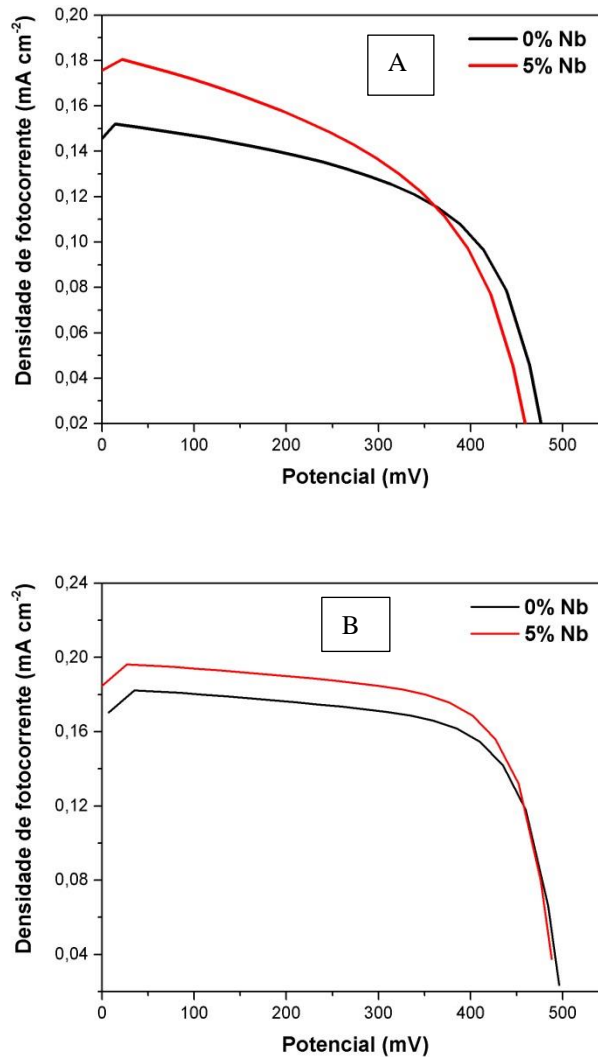 0,20
0,18
0,16
0,14
0,12
0,10
0,08
0,06
0,04
0,02
Densidade de fotocorrente (mA cm⁻²)
A
0% Nb
5% Nb
0 100 200 300 400 500
Potencial (mV)
0,24
0,20
0,16
0,12
0,08
0,04
Densidade de fotocorrente (mA cm⁻²)
B
0% Nb
5% Nb
0 100 200 300 400 500
Potencial (mV)